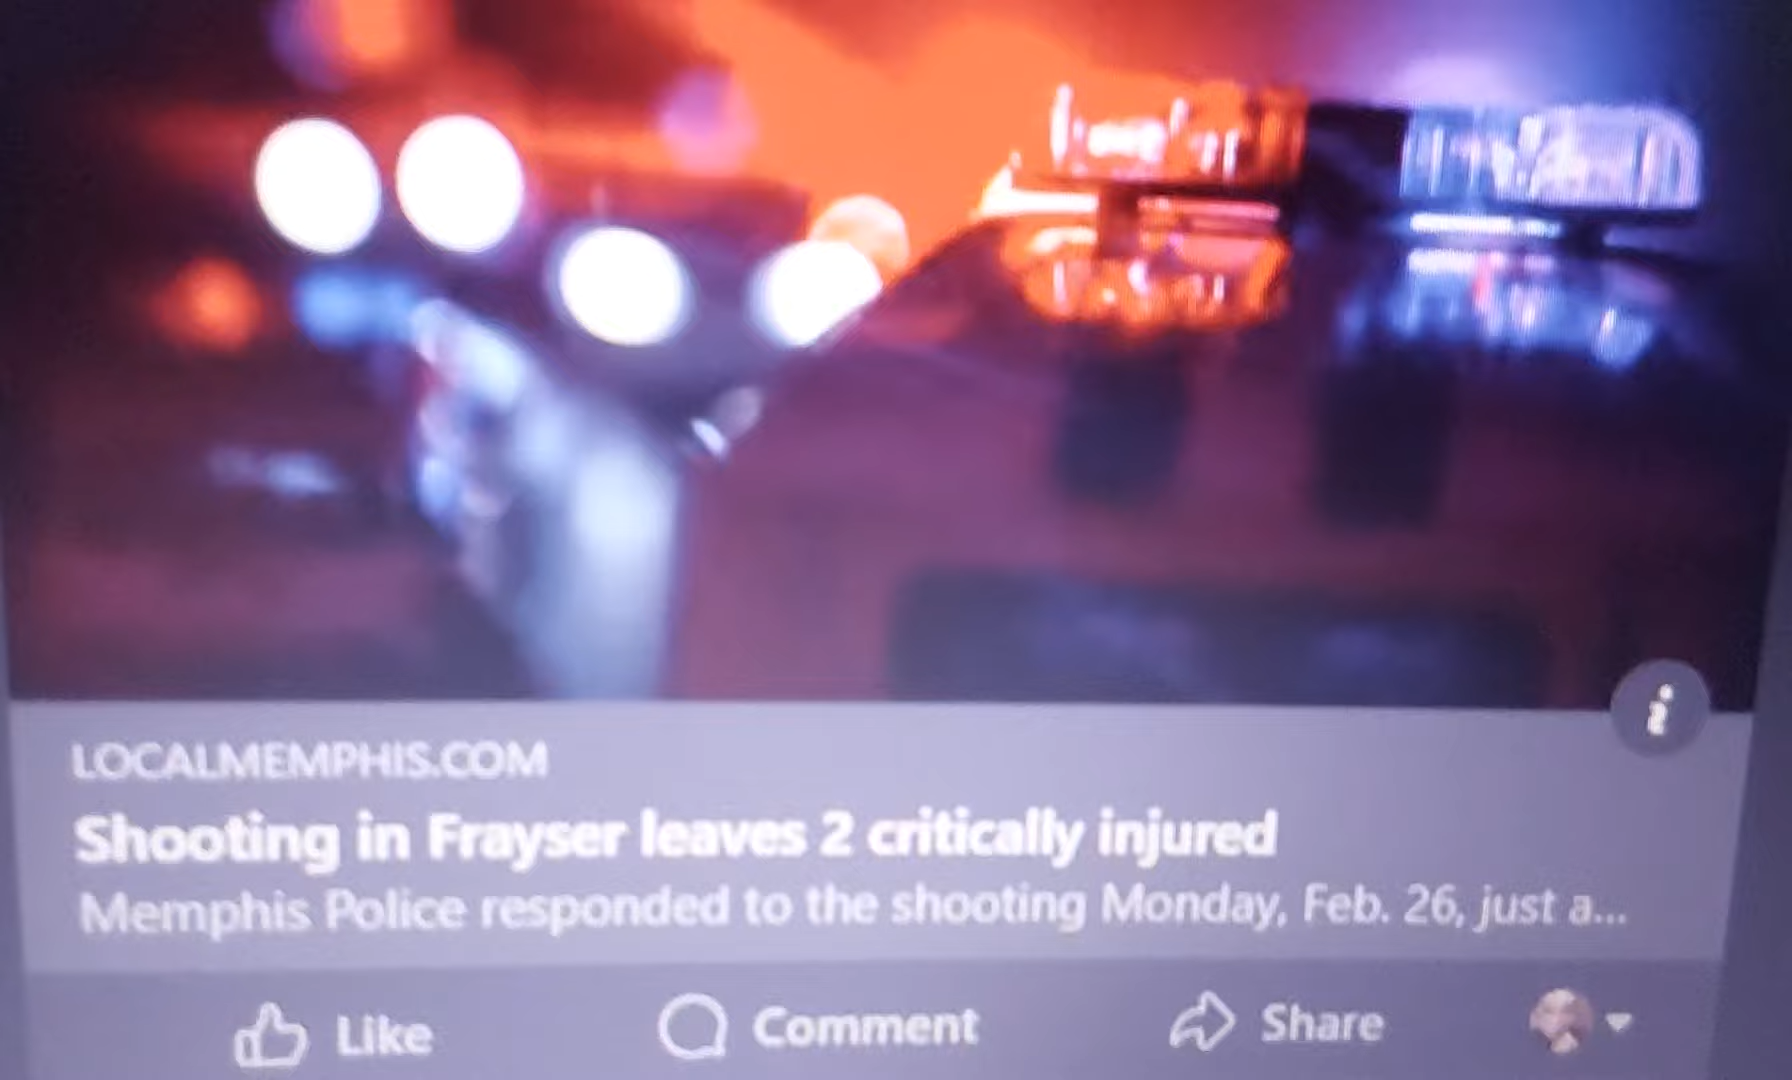 LOCALMEMPHIS.COM
Shooting in Frayser leaves 2 critically injured
Memphis Police responded to the shooting Monday, Feb. 26, just a...
Like Comment Share